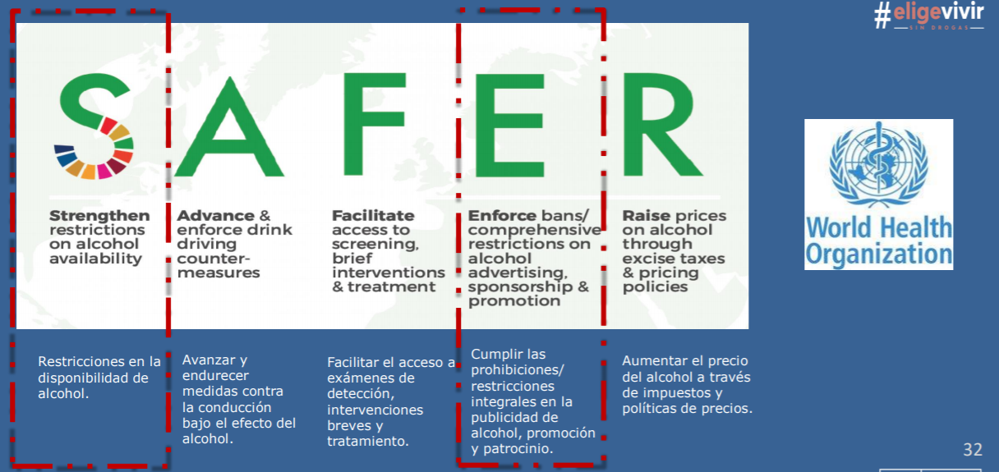 #eligevivir
SIN DROGAS
SAFER
Strengthen
restrictions
on alcohol
availability
Advance &
enforce drink
driving
counter-
measures
Facilitate
access to
screening,
brief
interventions
& treatment
Enforce bans/
comprehensive
restrictions on
alcohol
advertising,
sponsorship &
promotion
Raise prices
on alcohol
through
excise taxes
& pricing
policies
World Health
Organization
Restricciones en la
disponibilidad de
alcohol.
Avanzar y
endurecer
medidas contra
la conducción
bajo el efecto del
alcohol.
Facilitar el acceso a
exámenes de
detección,
intervenciones
breves y
tratamiento.
Cumplir las
prohibiciones/
restricciones
integrales en la
publicidad de
alcohol, promoción
y patrocinio.
Aumentar el precio
del alcohol a través
de impuestos y
políticas de precios.
32